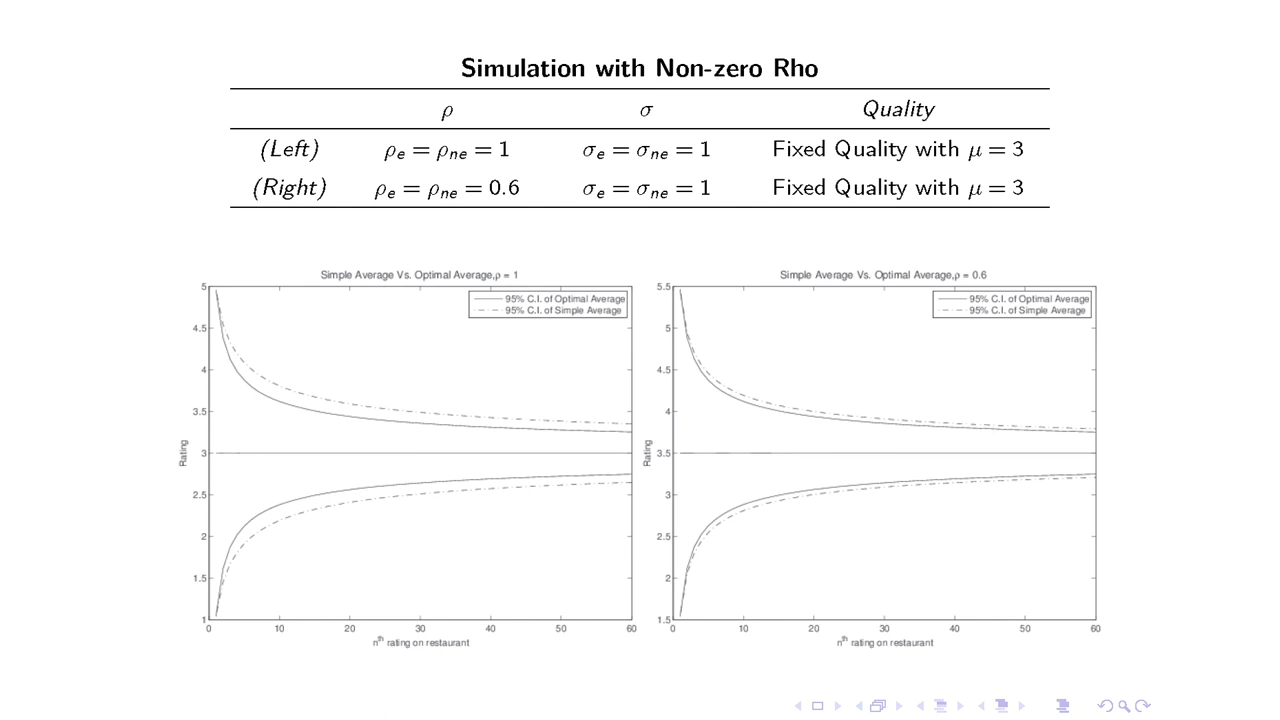 Simulation with Non-zero Rho
ρ σ Quality
(Left) ρe = ρne = 1 σe = σne = 1 Fixed Quality with μ = 3
(Right) ρe = ρne = 0.6 σe = σne = 1 Fixed Quality with μ = 3
Simple Average Vs. Optimal Average,ρ = 1
95% C.I. of Optimal Average
95% C.I. of Simple Average
5
4.5
4
3.5
3
2.5
2
1.5
1
Rating
0 10 20 30 40 50 60
nth rating on restaurant
Simple Average Vs. Optimal Average,ρ = 0.6
95% C.I. of Optimal Average
95% C.I. of Simple Average
5.5
5
4.5
4
3.5
3
2.5
2
1.5
Rating
0 10 20 30 40 50 60
nth rating on restaurant